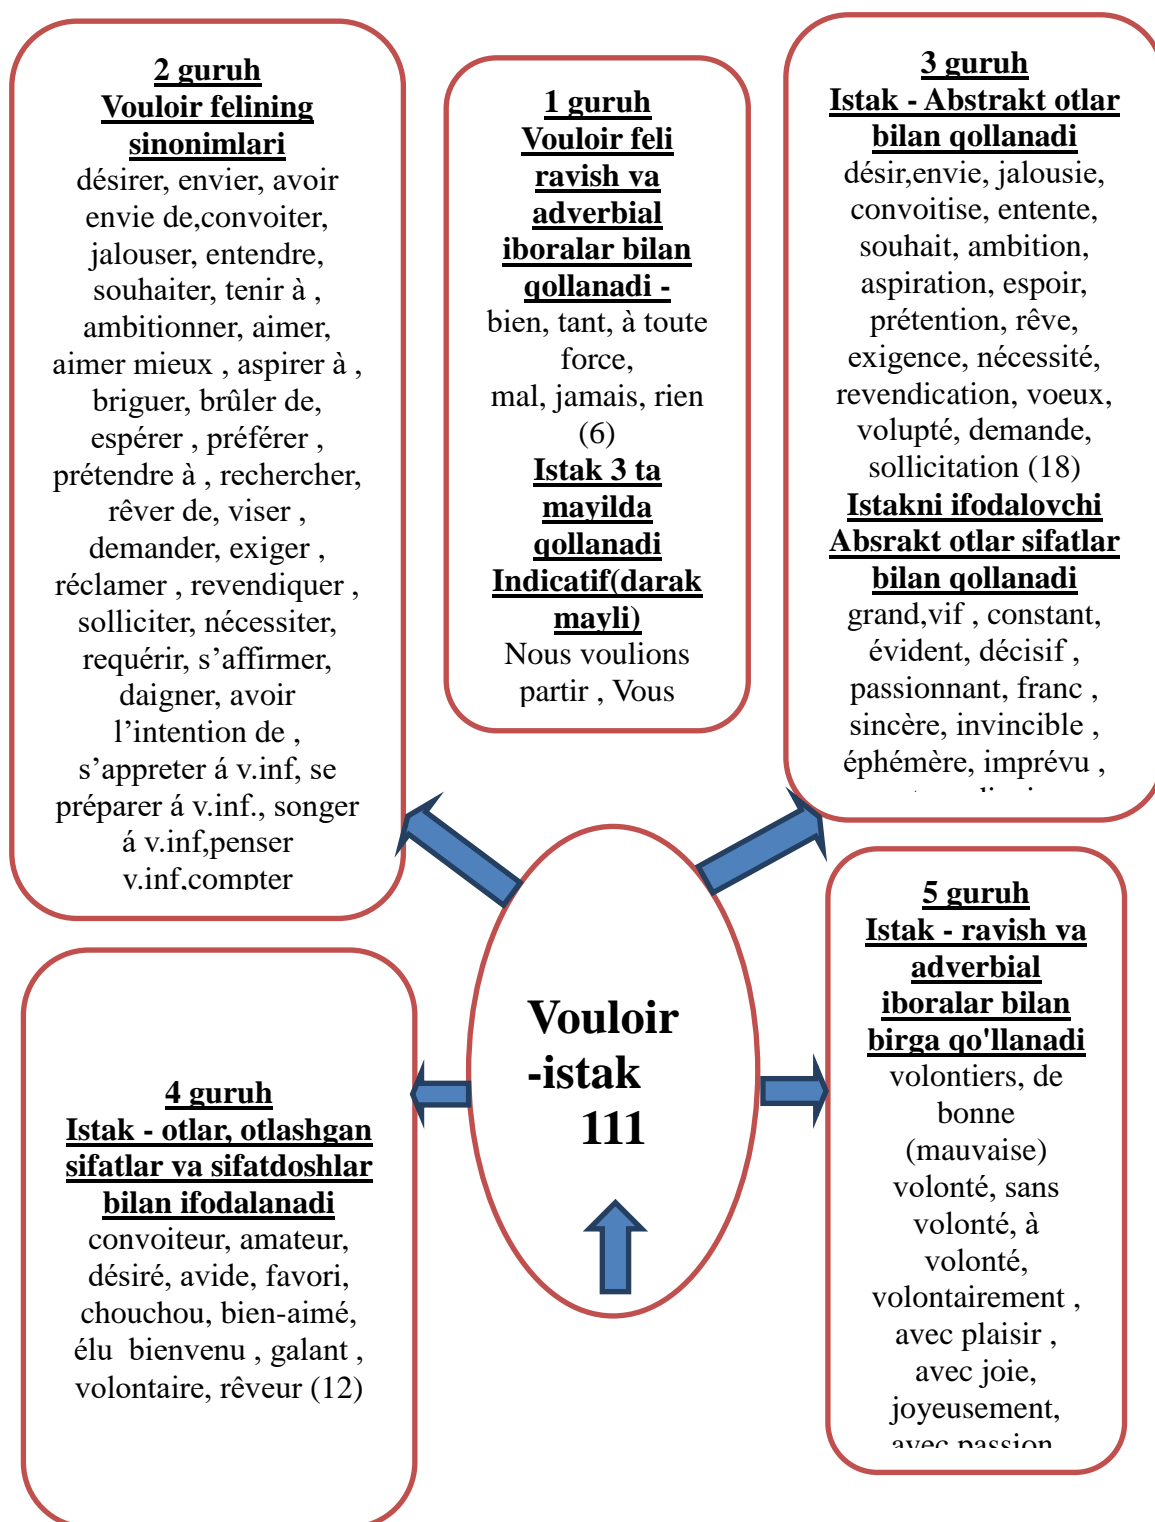 2 guruh
Vouloir felining
sinonimlari
désirer, envier, avoir
envie de,convoiter,
jalouser, entendre,
souhaiter, tenir à ,
ambitionner, aimer,
aimer mieux , aspirer à ,
briguer, brûler de,
espérer , préférer ,
prétendre à , rechercher,
rêver de, viser ,
demander, exiger ,
réclamer , revendiquer ,
solliciter, nécessiter,
requérir, s’affirmer,
daigner, avoir
l’intention de ,
s’appreter á v.inf, se
préparer á v.inf., songer
á v.inf,penser
v.inf,compter
1 guruh
Vouloir feli
ravish va
adverbial
iboralar bilan
qollanadi -
bien, tant, à toute
force,
mal, jamais, rien
(6)
Istak 3 ta
mayilda
qollanadi
Indicatif(darak
mayli)
Nous voulions
partir , Vous
3 guruh
Istak - Abstrakt otlar
bilan qollanadi
désir,envie, jalousie,
convoitise, entente,
souhait, ambition,
aspiration, espoir,
prétention, rêve,
exigence, nécessité,
revendication, voeux,
volupté, demande,
sollicitation (18)
Istakni ifodalovchi
Absrakt otlar sifatlar
bilan qollanadi
grand,vif , constant,
évident, décisif ,
passionnant, franc ,
sincère, invincible ,
éphémère, imprévu ,
4 guruh
Istak - otlar, otlashgan
sifatlar va sifatdoshlar
bilan ifodalanadi
convoiteur, amateur,
désiré, avide, favori,
chouchou, bien-aimé,
élu bienvenu , galant ,
volontaire, rêveur (12)
Vouloir
-istak
111
5 guruh
Istak - ravish va
adverbial
iboralar bilan
birga qo'llanadi
volontiers, de
bonne
(mauvaise)
volonté, sans
volonté, à
volonté,
volontairement ,
avec plaisir ,
avec joie,
joyeusement,
avec passion